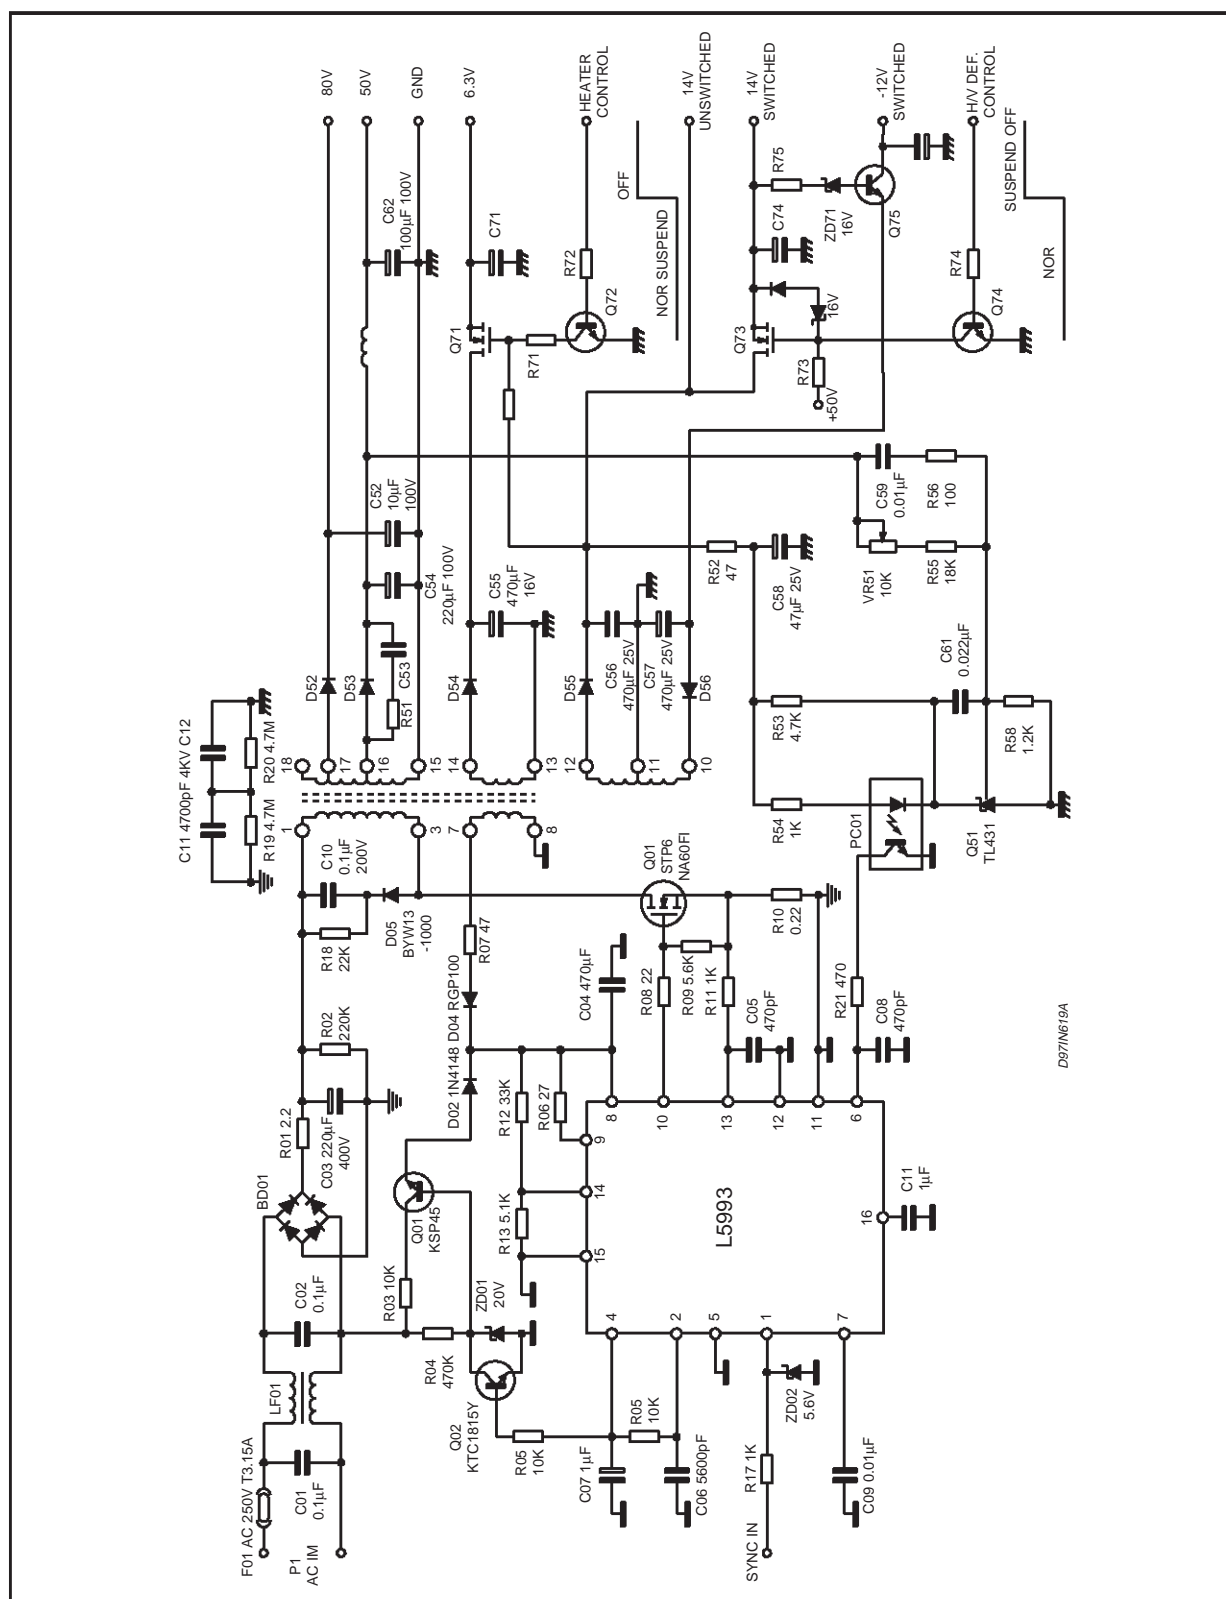 F01 AC 250V T3.15A
P1
AC IM
C01
0.1µF
LF01
C02
0.1µF
BD01
R01 2.2
C03 220µF
400V
R02
220K
R18
22K
C10
0.1µF
200V
D05
BYW13
-1000
C11 4700pF 4KV C12
R19 4.7M
R20 4.7M
1
3
7
8
18
17
16
15
14
13
12
11
10
D52
D53
R51
C53
C54
220µF 100V
C52
10µF
100V
C62
100µF 100V
80V
50V
GND
6.3V
HEATER
CONTROL
14V
UNSWITCHED
14V
SWITCHED
-12V
SWITCHED
H/V DEF.
CONTROL
D54
C55
470µF
16V
Q71
C71
R71
R72
Q72
NOR SUSPEND
OFF
D55
C56
470µF 25V
C57
470µF 25V
D56
R52
47
C58
47µF 25V
Q73
16V
R73
+50V
C74
R75
ZD71
16V
Q75
R74
Q74
NOR
SUSPEND OFF
VR51
10K
C59
0.01µF
R55
18K
R56
100
R53
4.7K
C61
0.022µF
R58
1.2K
R54
1K
PC01
Q51
TL431
Q01
STP6
NA60FI
R07 47
D04 RGP100
D02 1N4148
C04 470µF
R08 22
R09 5.6K
R11 1K
R10
0.22
C05
470pF
R21 470
C08
470pF
R03 10K
Q01
KSP45
R04
470K
ZD01
20V
Q02
KTC1815Y
R05
10K
R12 33K
R06 27
R13 5.1K
L5993
8
9
14
15
10
13
12
11
6
4
2
5
1
7
16
C11
1µF
C07 1µF
R05
10K
C06 5600pF
SYNC IN
R17 1K
ZD02
5.6V
C09 0.01µF
D97IN619A